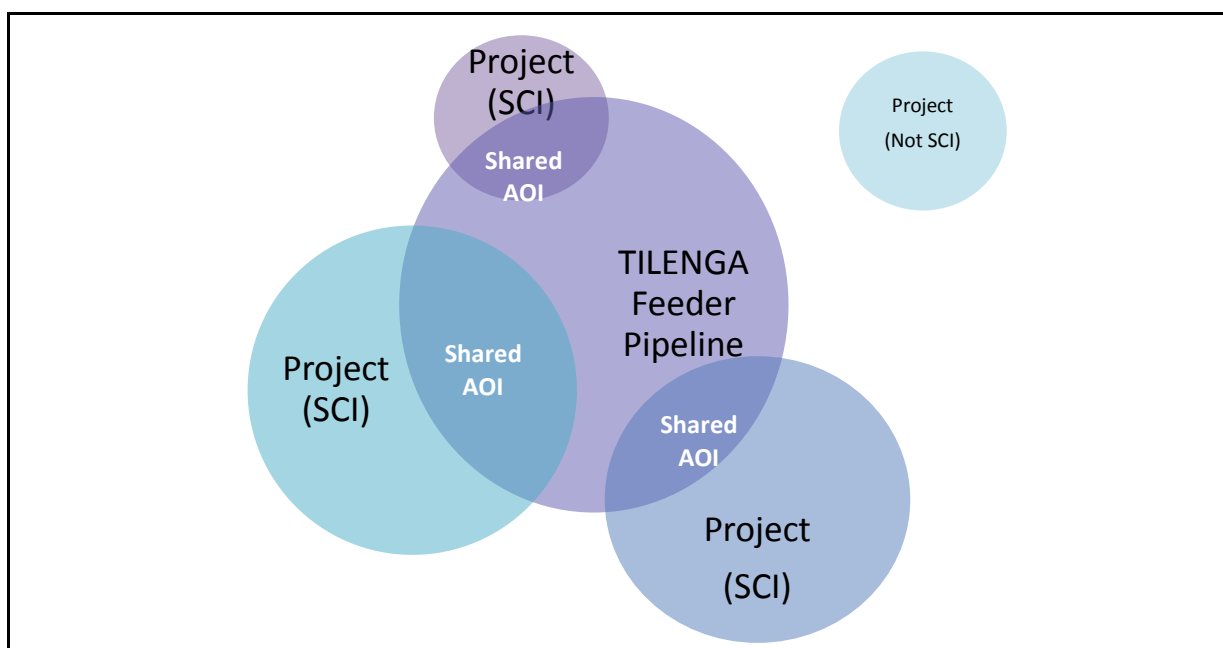 Project
(SCI)
Shared
AOI
Project
(Not SCI)
TILENGA
Feeder
Pipeline
Project
(SCI)
Shared
AOI
Shared
AOI
Project
(SCI)